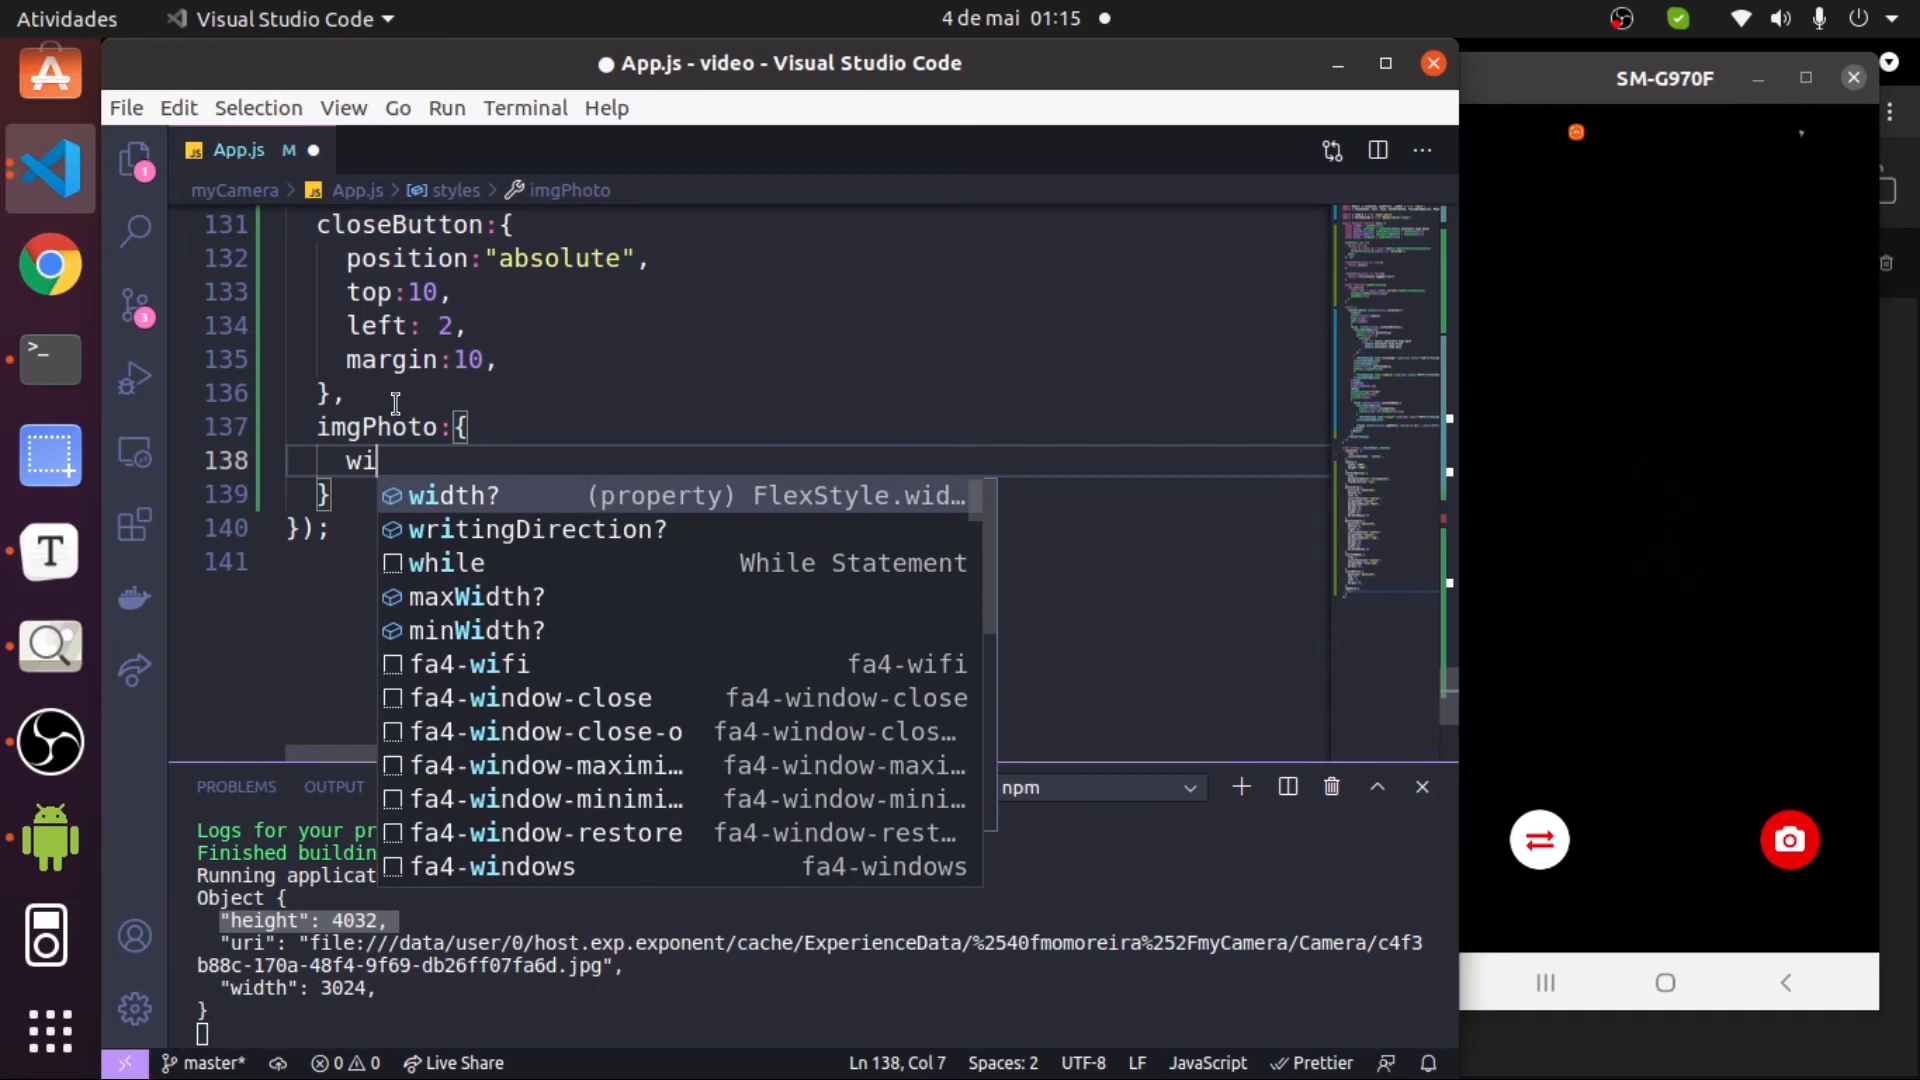 Atividades
Visual Studio Code
4 de mai 01:15
App.js - video - Visual Studio Code
SM-G970F
File Edit Selection View Go Run Terminal Help
JS App.js M
myCamera > JS App.js > styles > imgPhoto
131 closeButton:{
132 position:"absolute",
133 top:10,
134 left: 2,
135 margin:10,
136 },
137 imgPhoto:{
138 wi
139 }
140 });
141
width? (property) FlexStyle.wid…
writingDirection?
while While Statement
maxWidth?
minWidth?
fa4-wifi fa4-wifi
fa4-window-close fa4-window-close
fa4-window-close-o fa4-window-clos…
fa4-window-maximi… fa4-window-maxi…
fa4-window-minimi… fa4-window-mini…
fa4-window-restore fa4-window-rest…
fa4-windows fa4-windows
1
3
PROBLEMS OUTPUT
npm
Logs for your pr
Finished buildin
Running applicat
Object {
"height": 4032,
"uri": "file:///data/user/0/host.exp.exponent/cache/ExperienceData/%2540fmomoreira%252FmyCamera/Camera/c4f3
b88c-170a-48f4-9f69-db26ff07fa6d.jpg",
"width": 3024,
}
master* 0 0 Live Share
Ln 138, Col 7 Spaces: 2 UTF-8 LF JavaScript Prettier